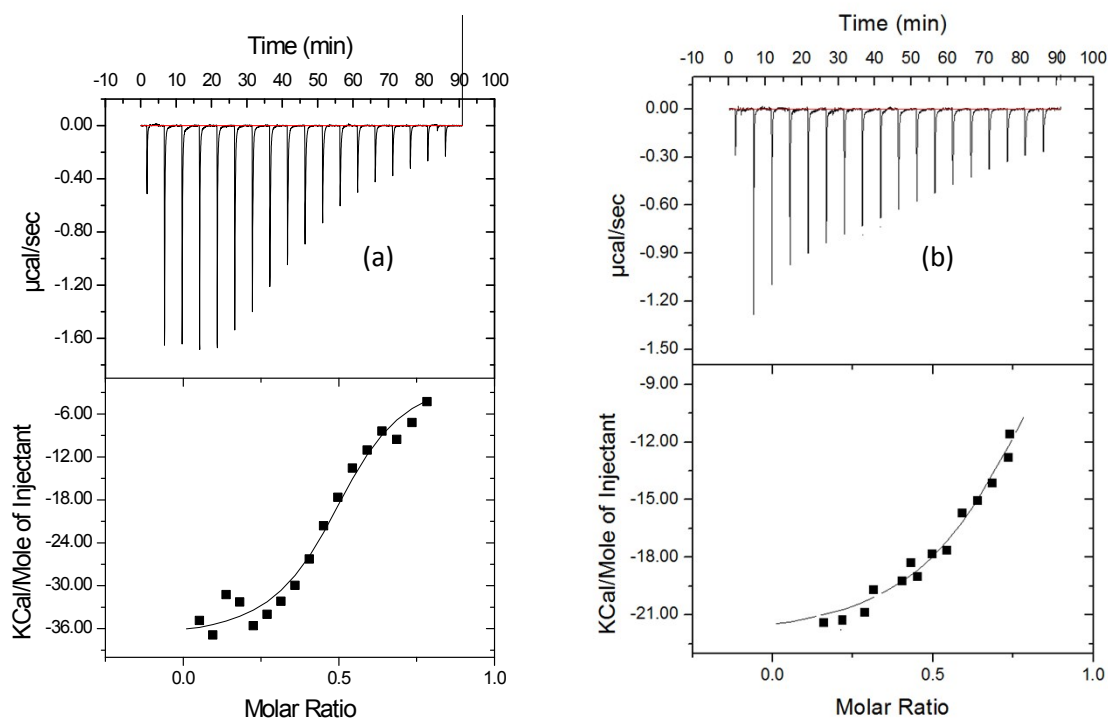 Time (min)
-10 0 10 20 30 40 50 60 70 80 90 100
0.00
-0.40
-0.80
-1.20
-1.60
µcal/sec
(a)
-6.00
-12.00
-18.00
-24.00
-30.00
-36.00
KCal/Mole of Injectant
0.0 0.5 1.0
Molar Ratio
Time (min)
-10 0 10 20 30 40 50 60 70 80 90 100
0.00
-0.30
-0.60
-0.90
-1.20
-1.50
µcal/sec
(b)
-9.00
-12.00
-15.00
-18.00
-21.00
KCal/Mole of Injectant
0.0 0.5 1.0
Molar Ratio